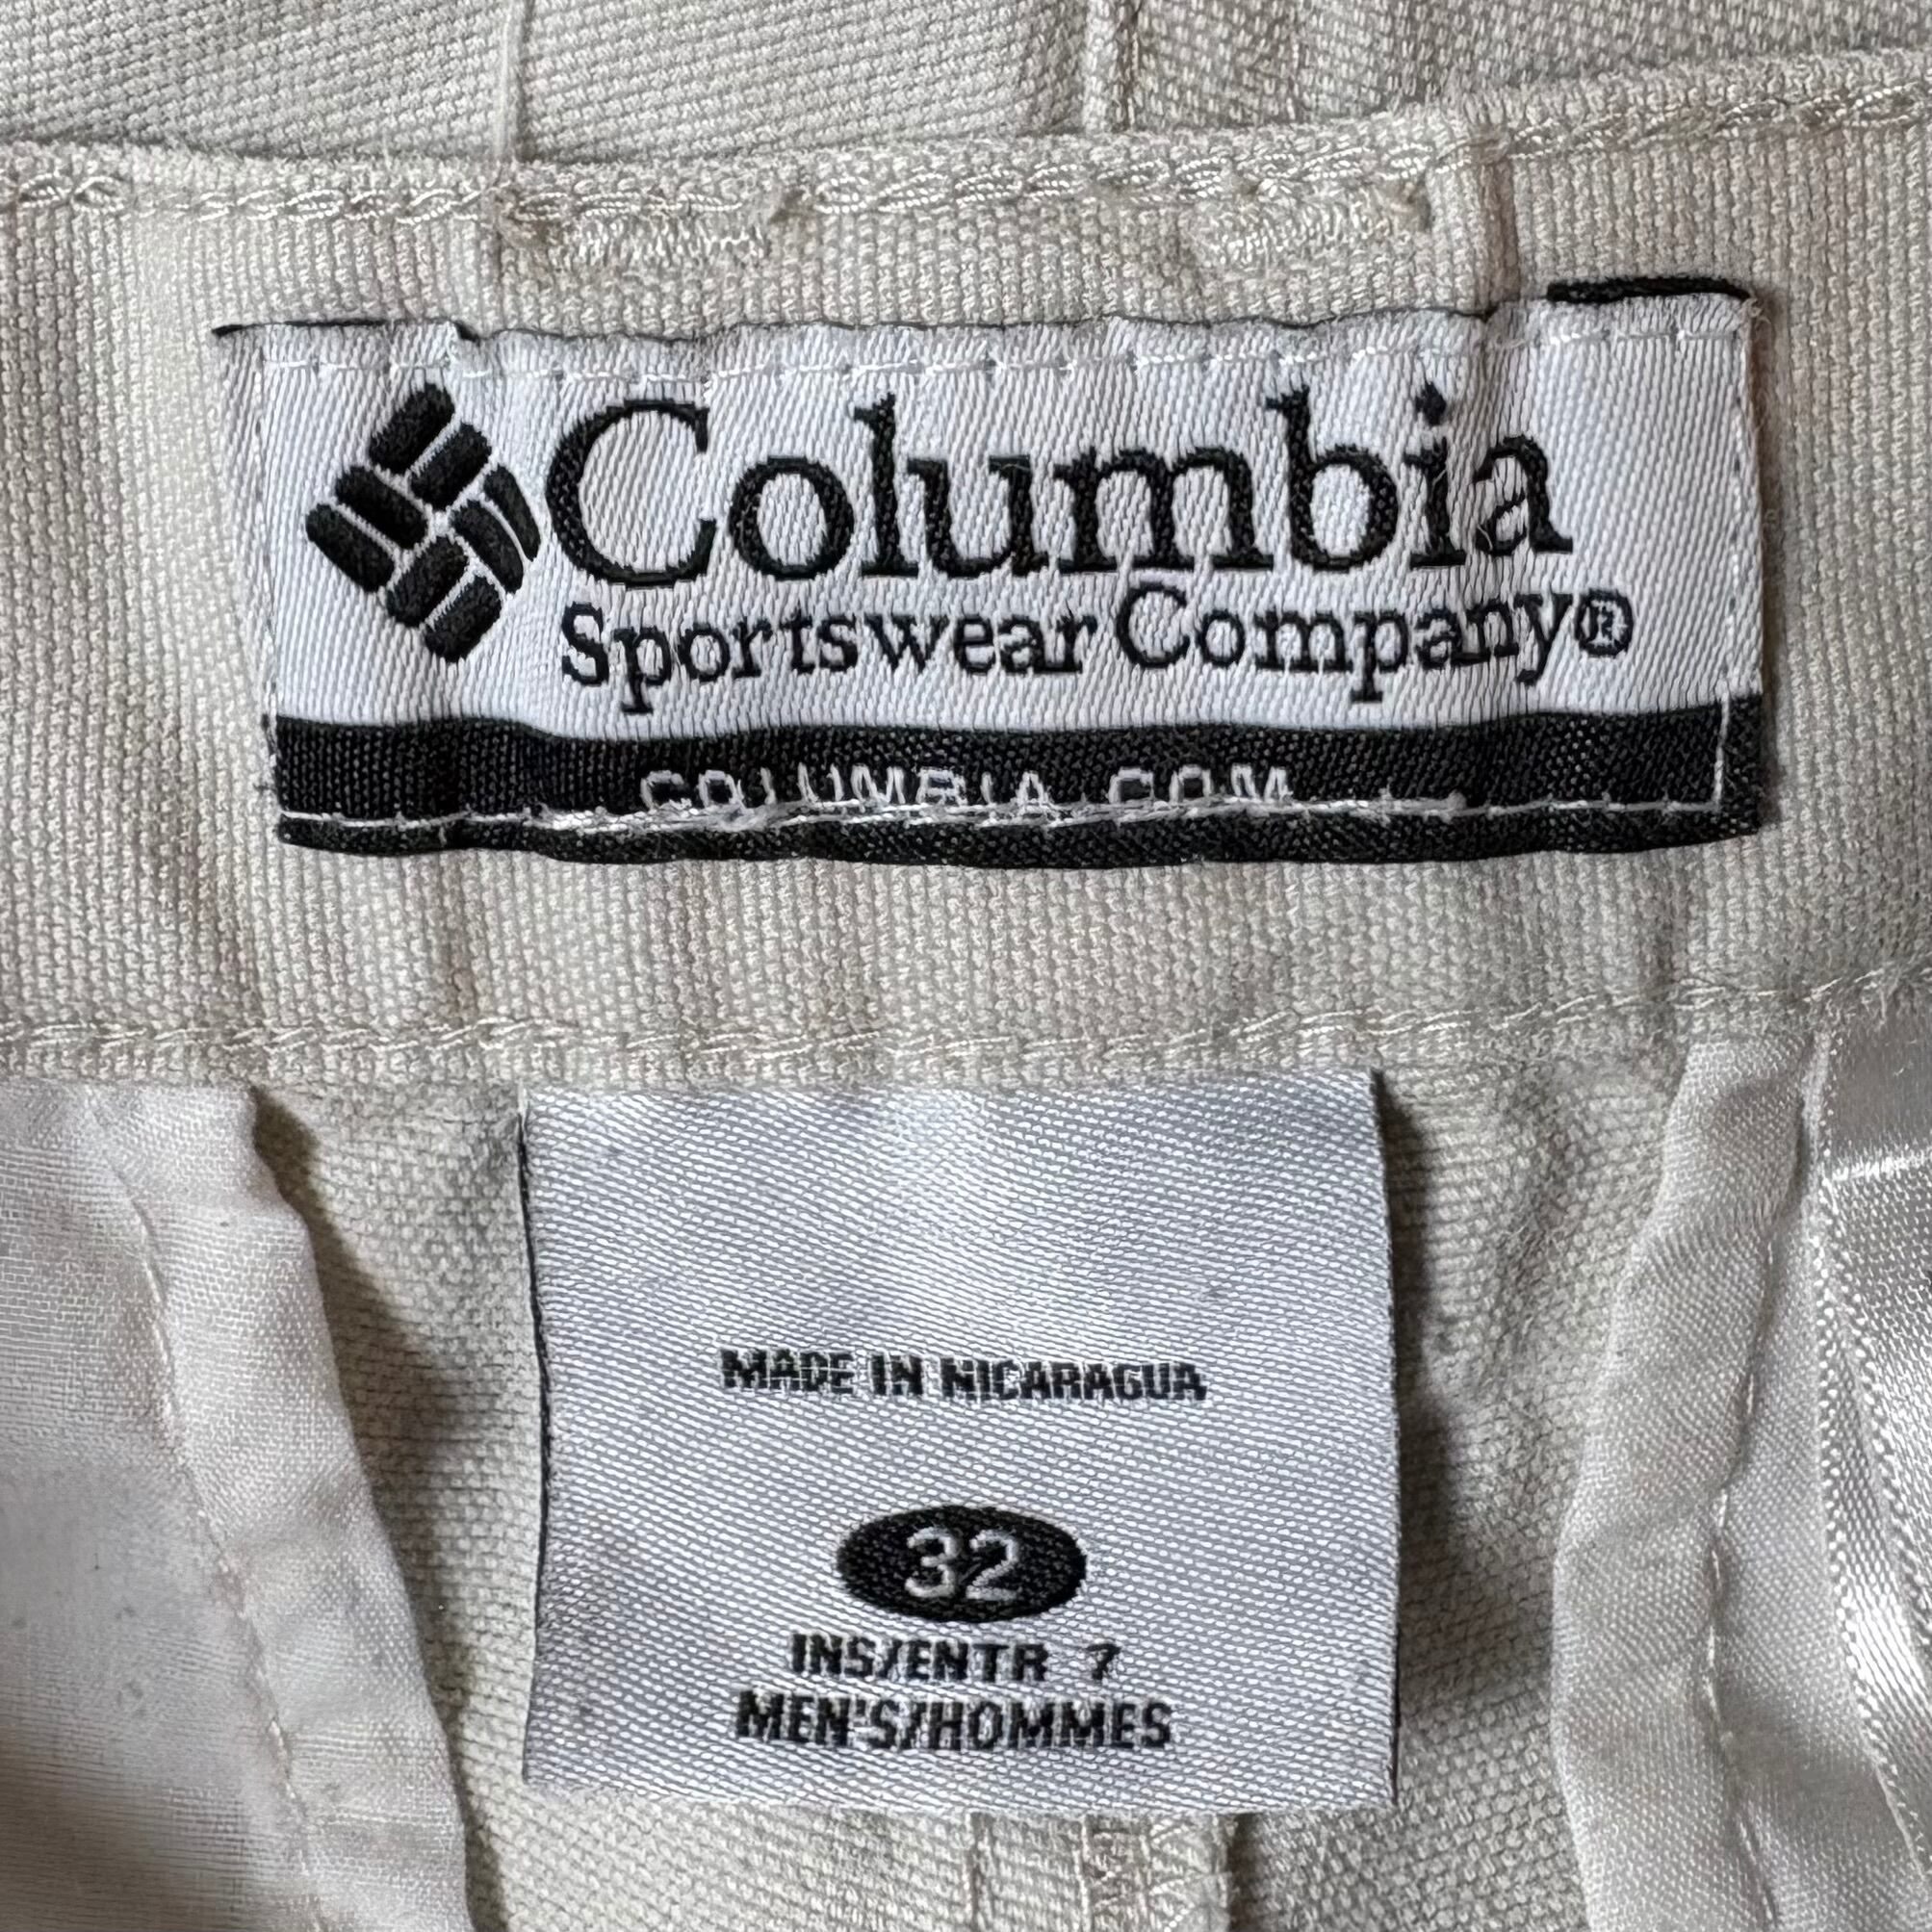 Columbia
Sportswear Company®
COLUMBIA.COM
MADE IN NICARAGUA
32
INS/ENTR 7
MEN'S/HOMMES